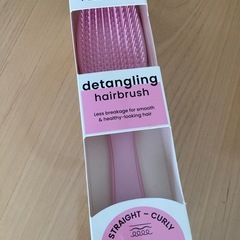 detangling
hairbrush
Less breakage for smooth
& healthy-looking hair
STRAIGHT – CURLY